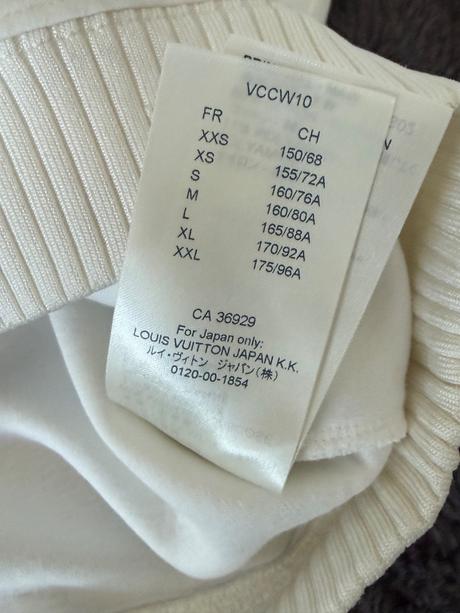 VCCW10
FR CH
XXS 150/68
XS 155/72A
S 160/76A
M 160/80A
L 165/88A
XL 170/92A
XXL 175/96A
CA 36929
For Japan only:
LOUIS VUITTON JAPAN K.K.
ルイ・ヴィトン ジャパン(株)
0120-00-1854